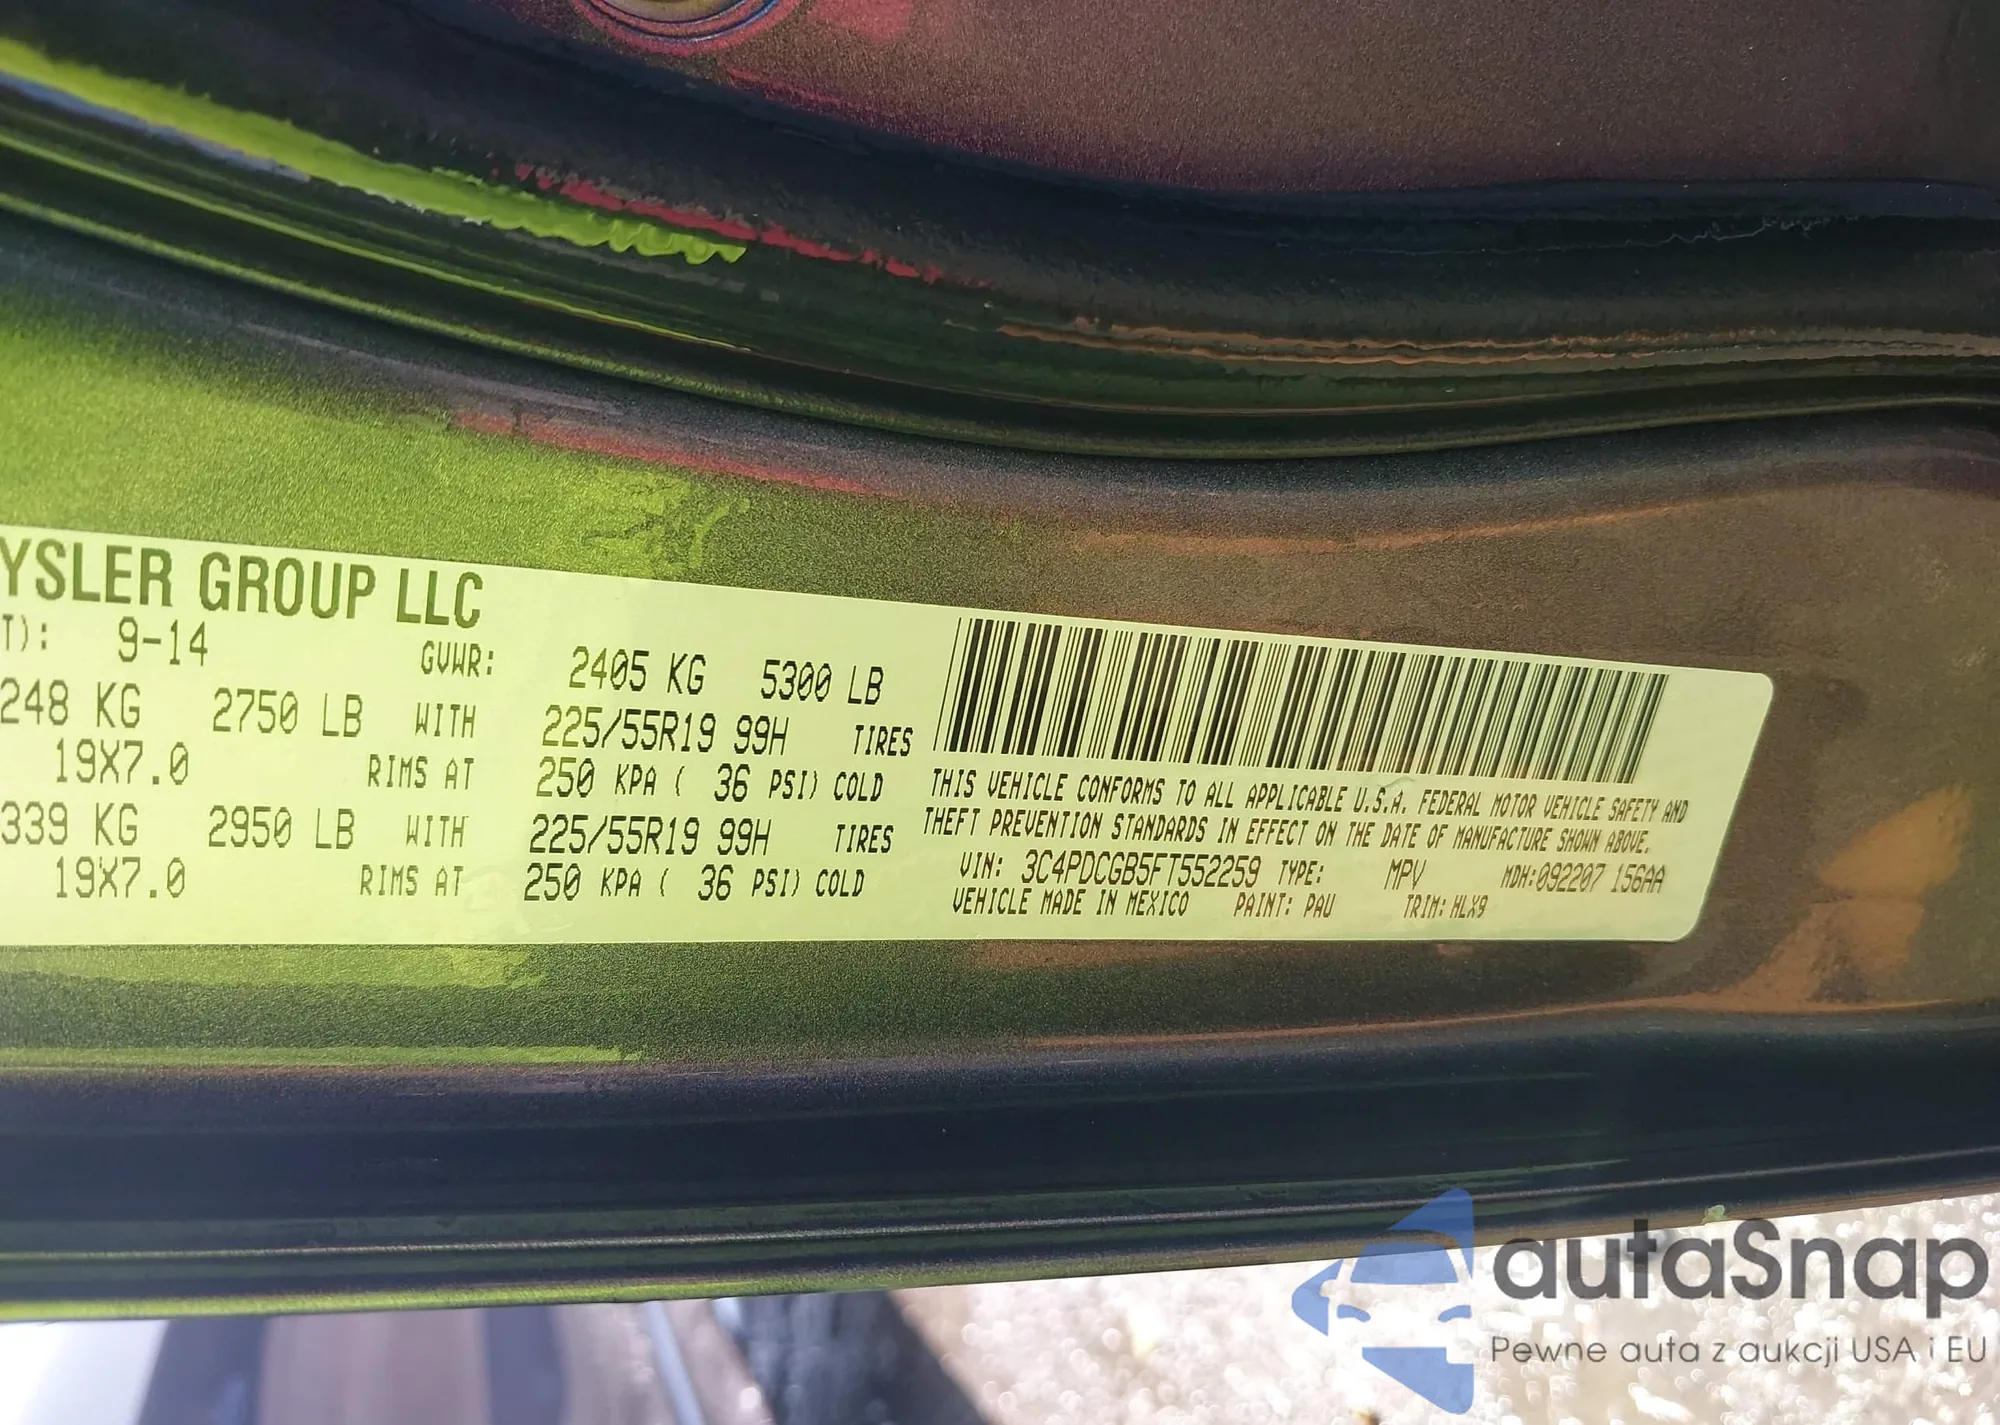 YSLER GROUP LLC
T): 9-14 GVWR: 2405 KG 5300 LB
248 KG 2750 LB WITH 225/55R19 99H TIRES
19X7.0 RIMS AT 250 KPA ( 36 PSI) COLD
339 KG 2950 LB WITH 225/55R19 99H TIRES
19X7.0 RIMS AT 250 KPA ( 36 PSI) COLD
THIS VEHICLE CONFORMS TO ALL APPLICABLE U.S.A. FEDERAL MOTOR VEHICLE SAFETY AND
THEFT PREVENTION STANDARDS IN EFFECT ON THE DATE OF MANUFACTURE SHOWN ABOVE.
VIN: 3C4PDCGB5FT552259 TYPE: MPV MDH:092207 156AA
VEHICLE MADE IN MEXICO PAINT: PAU TRIM: HLX9
autaSnap
Pewne auta z aukcji USA i EU